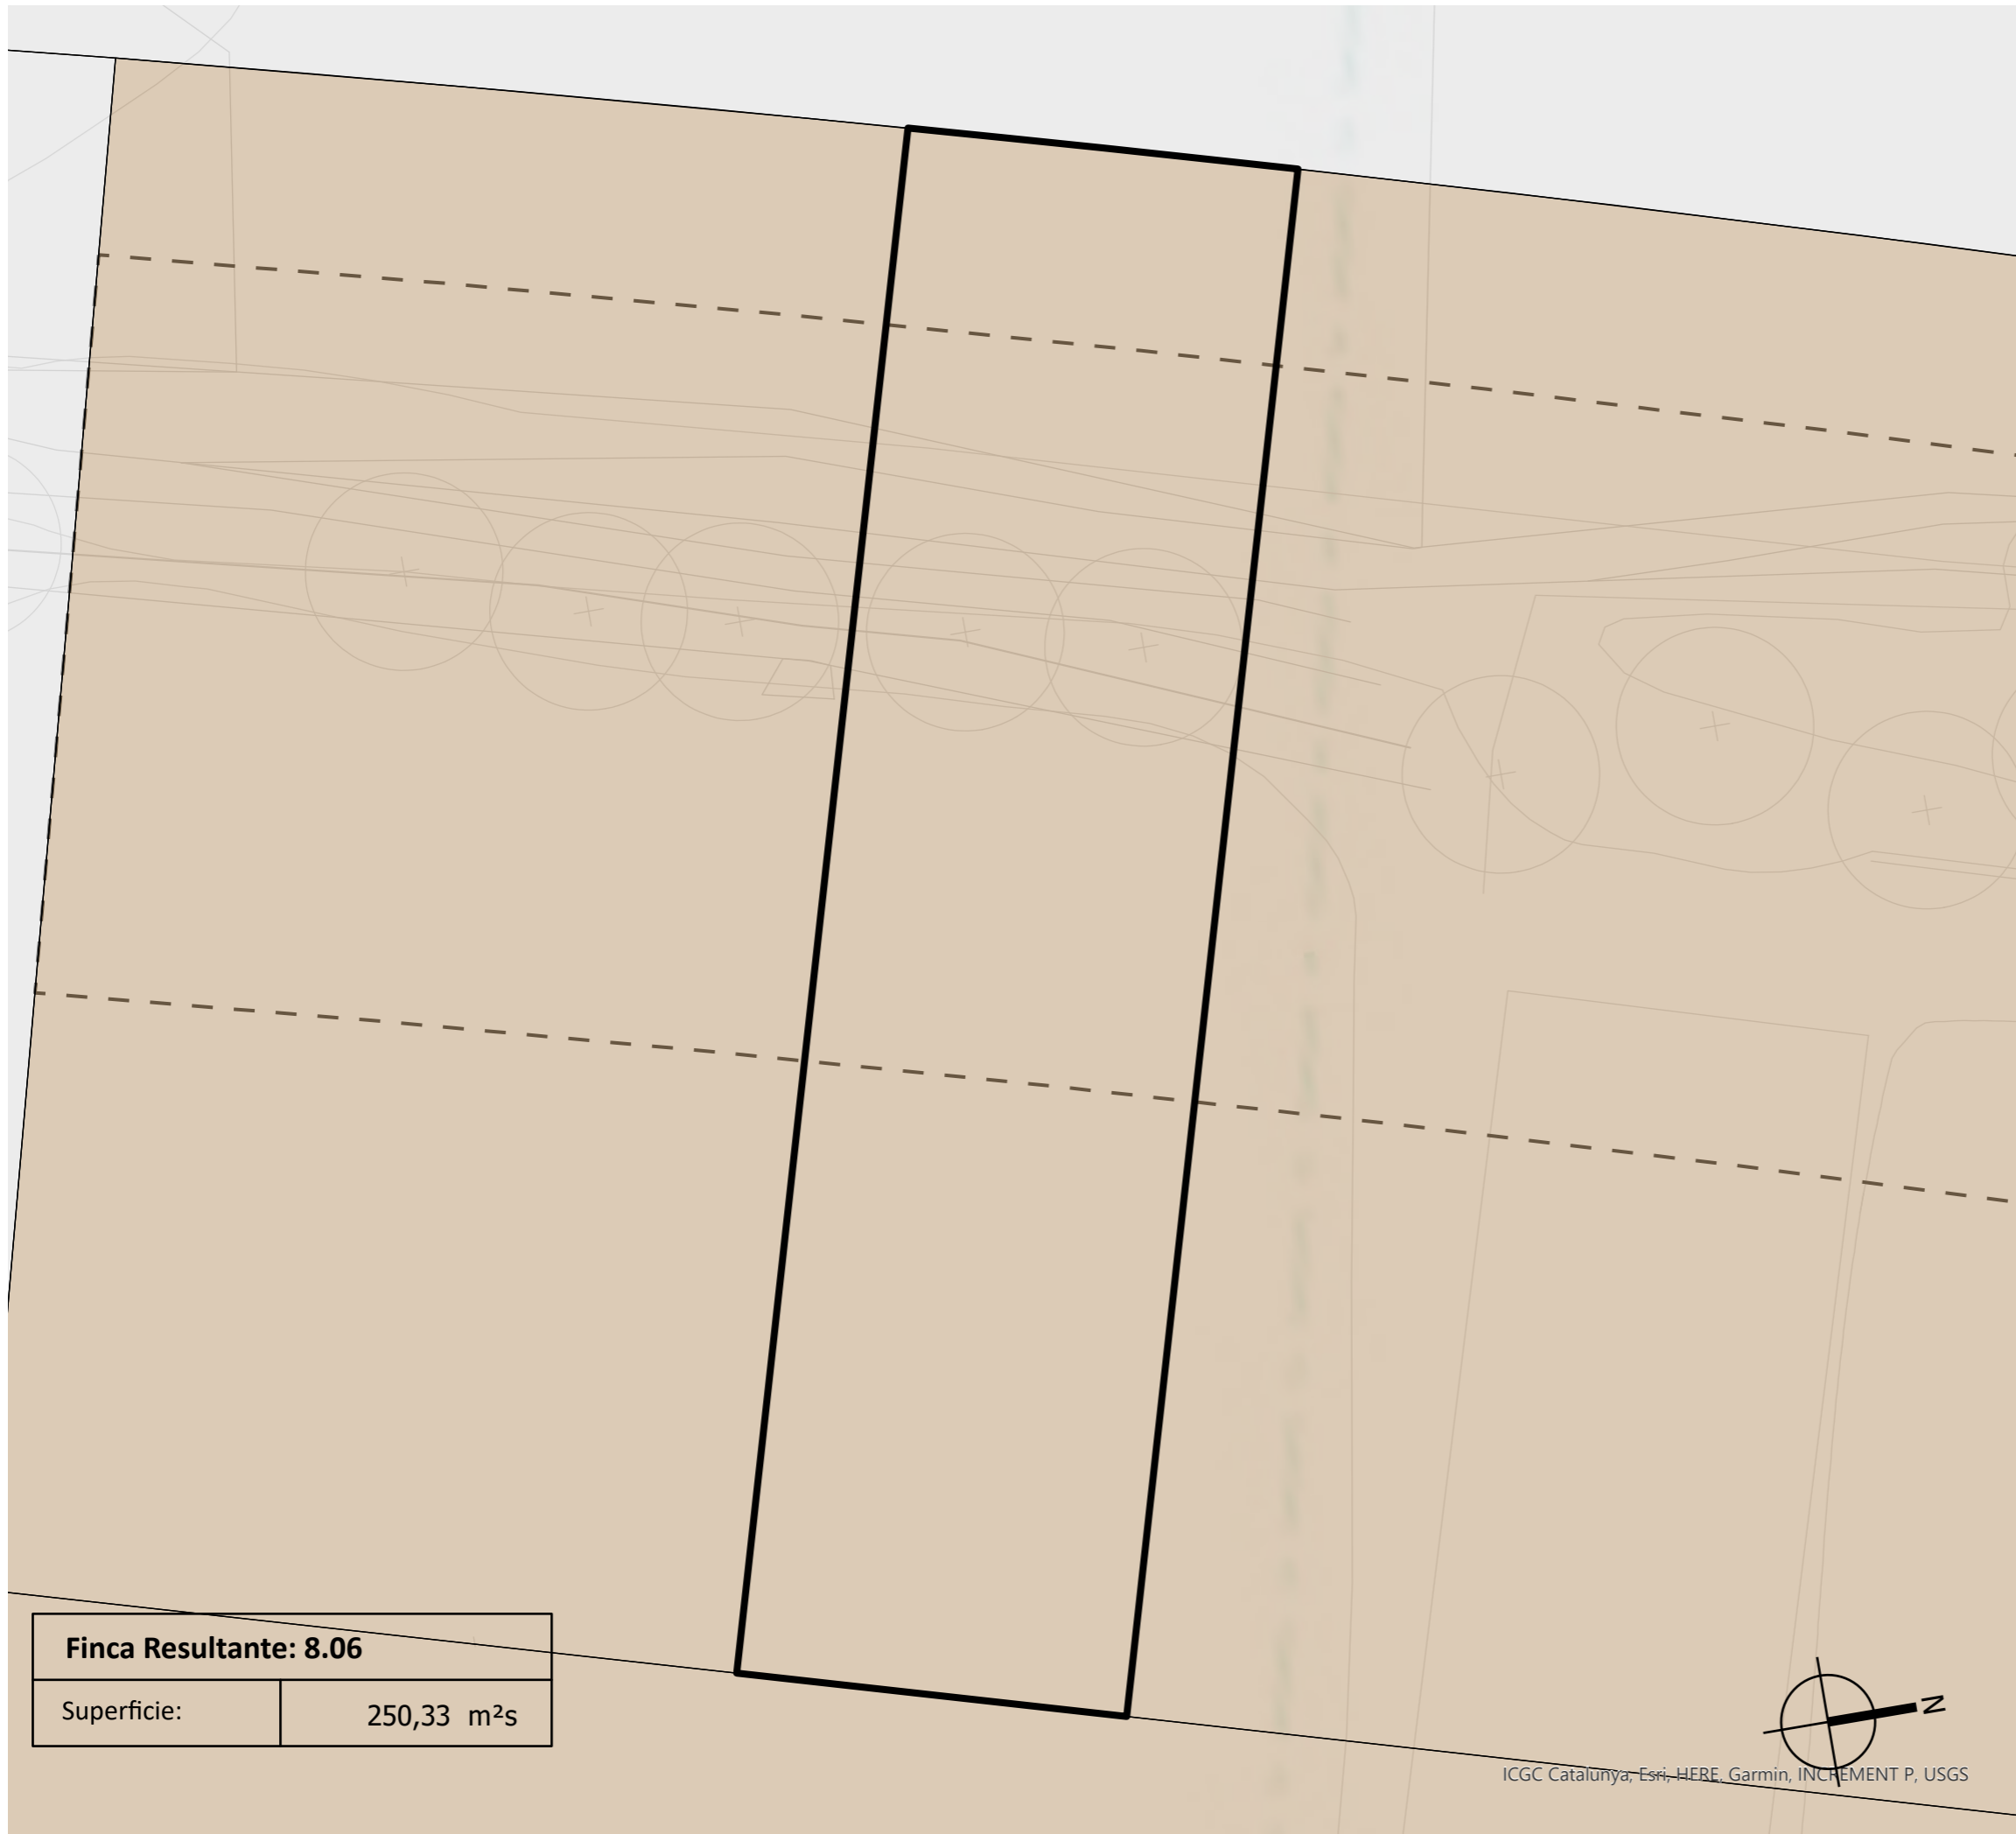 Finca Resultante: 8.06
Superficie: 250,33 m²s
N
ICGC Catalunya, Esri, HERE, Garmin, INCREMENT P, USGS